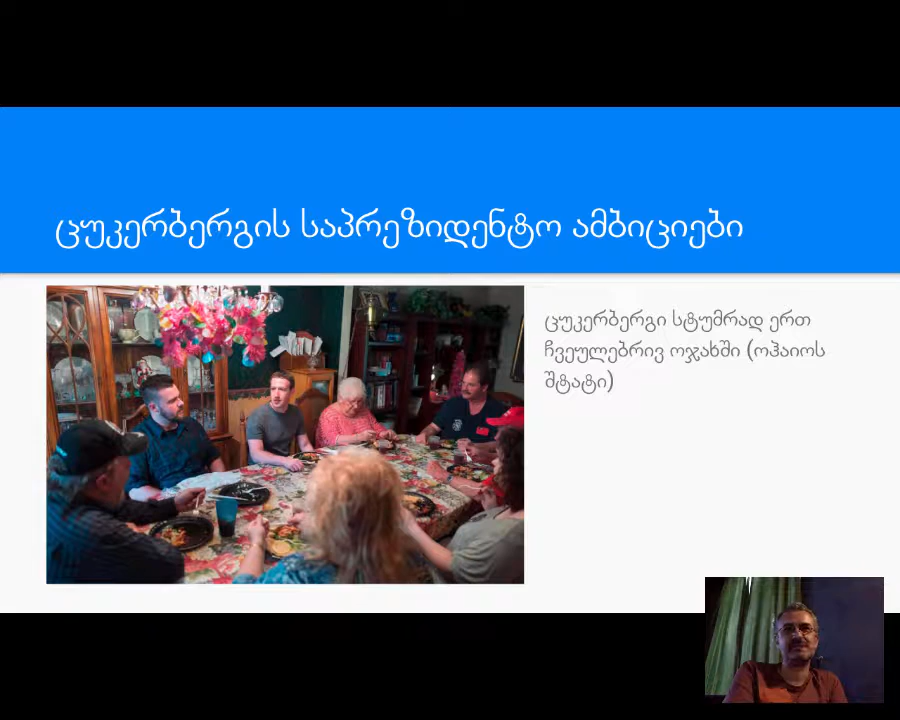 ცუკერბერგის საპრეზიდენტო ამბიციები
ცუკერბერგი სტუმრად ერთ
ჩვეულებრივ ოჯახში (ოჰაიოს
შტატი)